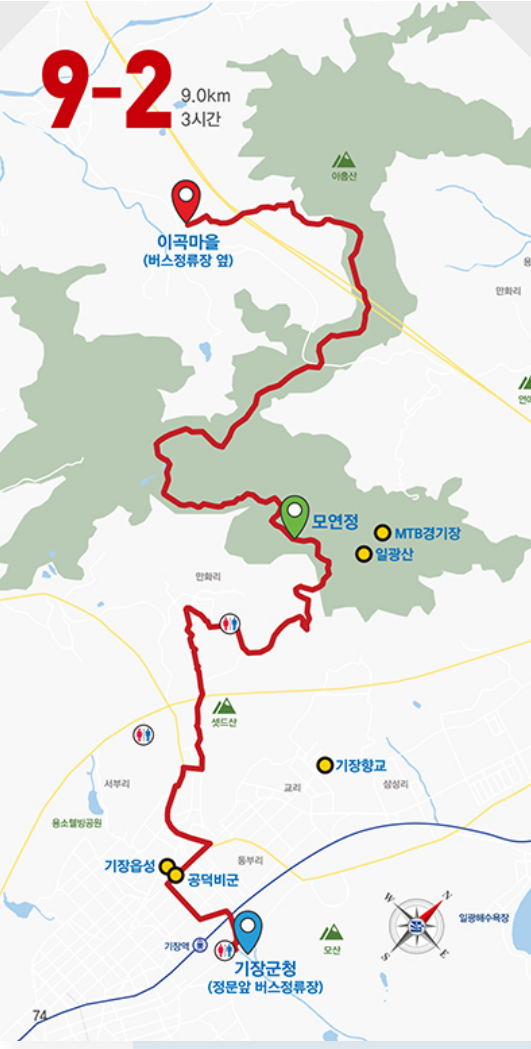 9-2
9.0km
3시간
아홉산
이곡마을
(버스정류장 옆)
만화리
모연정
MTB경기장
일광산
만화리
셋드산
기장향교
서부리
교리
삼성리
용소웰빙공원
기장읍성
공덕비군
동부리
W
N
S
E
일광해수욕장
기장역
모산
기장군청
(정문앞 버스정류장)
74